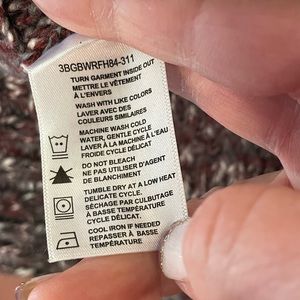 3BGBWRFH84-311
TURN GARMENT INSIDE OUT
METTRE LE VÊTEMENT
À L'ENVERS
WASH WITH LIKE COLORS
LAVER AVEC DES
COULEURS SIMILAIRES
MACHINE WASH COLD
WATER, GENTLE CYCLE
LAVAGE À L'EAU
FROIDE CYCLE DÉLICAT
DO NOT BLEACH
NE PAS UTILISER D'AGENT
DE BLANCHIMENT
TUMBLE DRY AT A LOW HEAT
DELICATE CYCLE.
SÉCHAGE PAR CULBUTAGE
À BASSE TEMPÉRATURE
CYCLE DÉLICAT
COOL IRON IF NEEDED
REPASSER À BASSE
TEMPÉRATURE